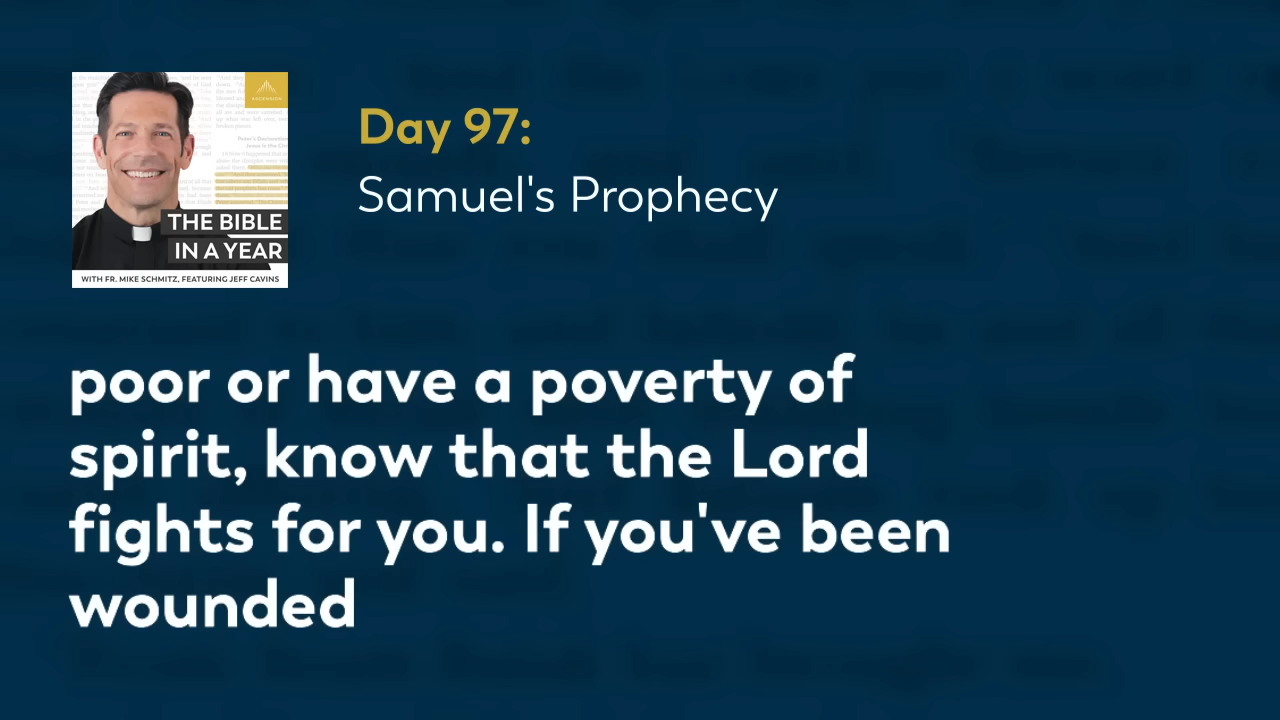 ASCENSION
THE BIBLE
IN A YEAR
WITH FR. MIKE SCHMITZ, FEATURING JEFF CAVINS
Day 97:
Samuel's Prophecy
poor or have a poverty of
spirit, know that the Lord
fights for you. If you've been
wounded